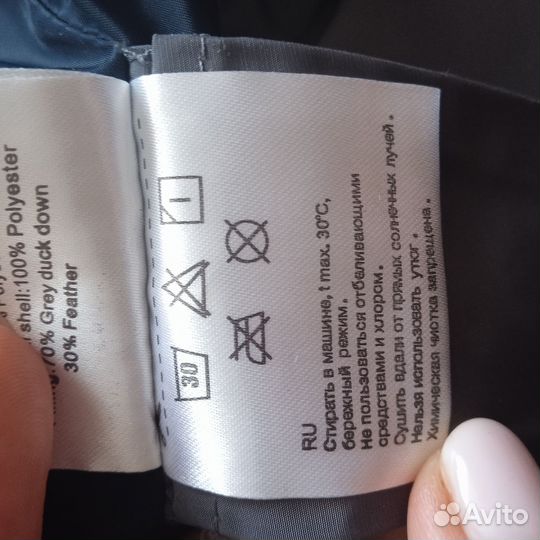 shell:100% Polyester
70% Grey duck down
30% Feather
30
RU
Стирать в машине, t max. 30°C,
бережный режим.
Не пользоваться отбеливающими
средствами и хлором.
Сушить вдали от прямых солнечных лучей.
Нельзя использовать утюг.
Химическая чистка запрещена.
Avito